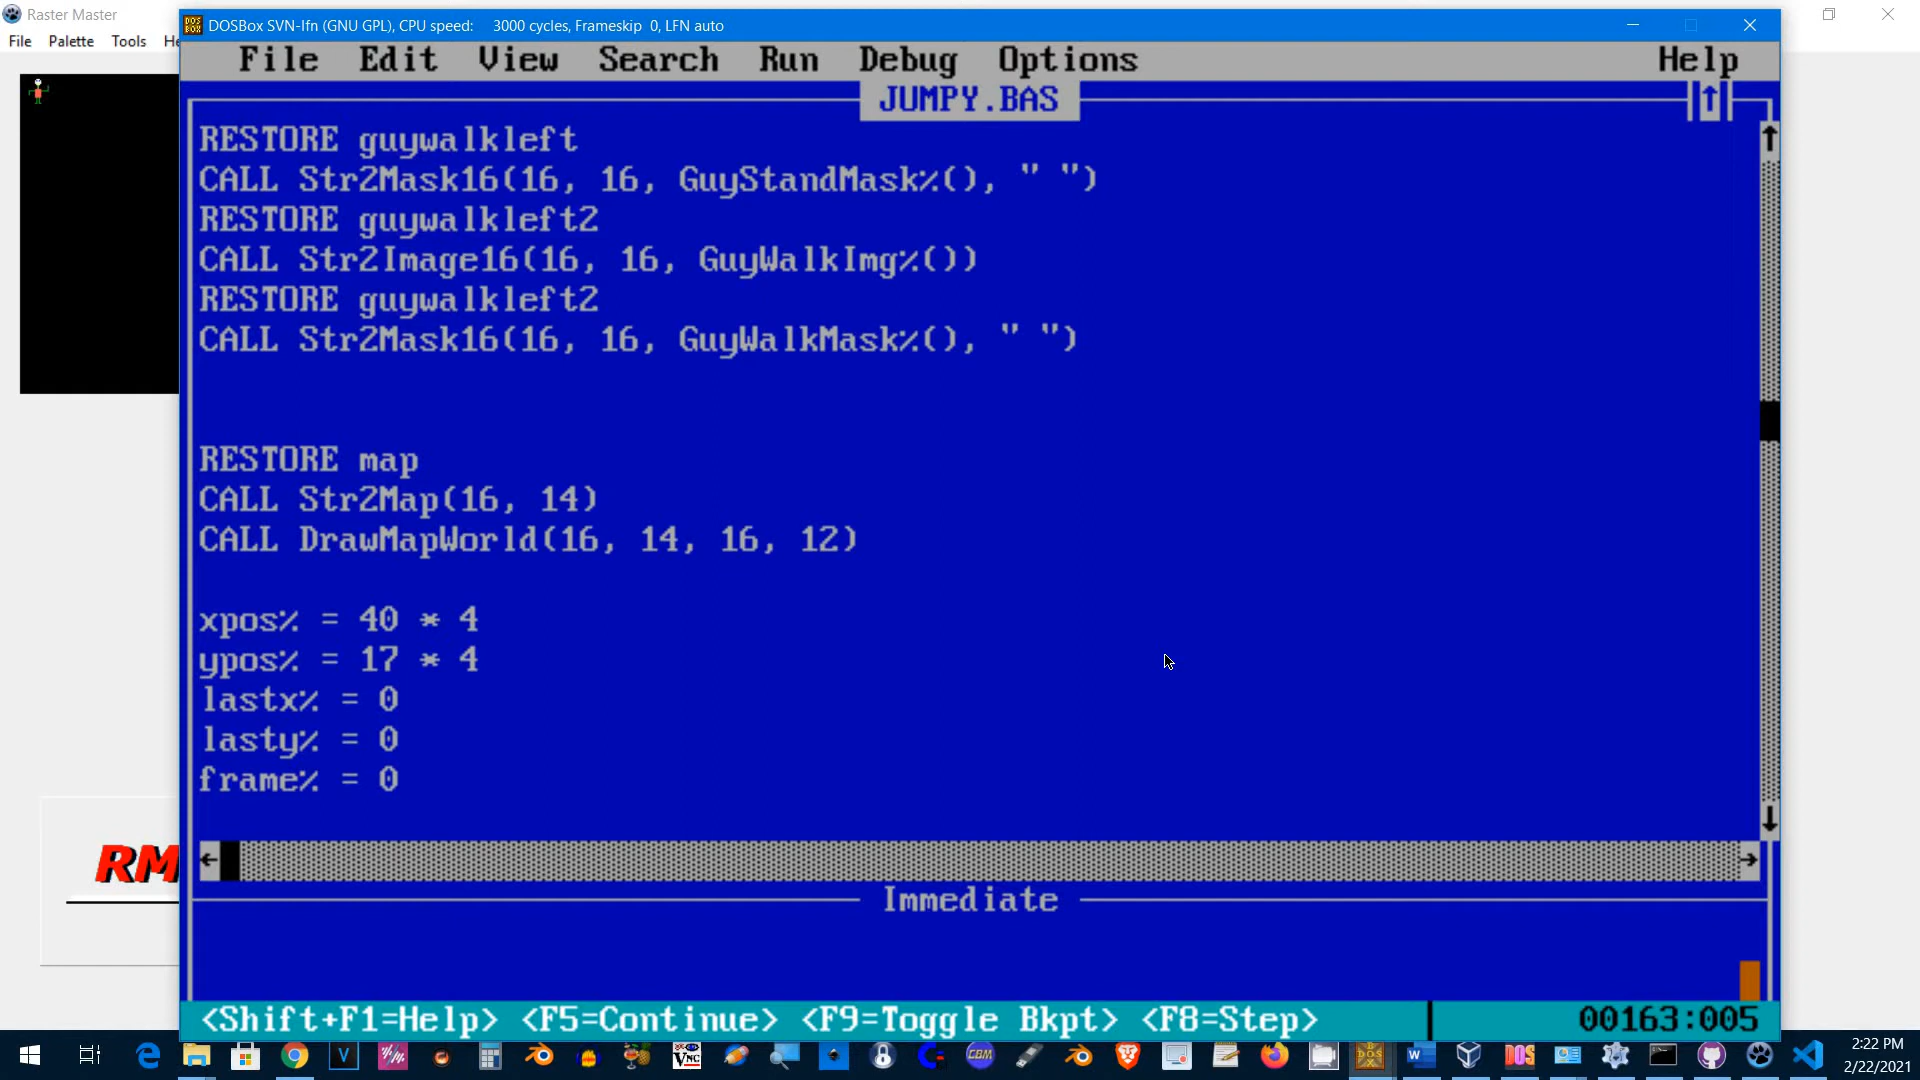 Raster Master
File Palette Tools He
DOSBox SVN-lfn (GNU GPL), CPU speed: 3000 cycles, Frameskip 0, LFN auto
File Edit View Search Run Debug Options Help
JUMPY.BAS
RESTORE guywalkleft
CALL Str2Mask16(16, 16, GuyStandMask%(), " ")
RESTORE guywalkleft2
CALL Str2Image16(16, 16, GuyWalkImg%())
RESTORE guywalkleft2
CALL Str2Mask16(16, 16, GuyWalkMask%(), " ")
RESTORE map
CALL Str2Map(16, 14)
CALL DrawMapWorld(16, 14, 16, 12)
xpos% = 40 * 4
ypos% = 17 * 4
lastx% = 0
lasty% = 0
frame% = 0
RM
Immediate
<Shift+F1=Help> <F5=Continue> <F9=Toggle Bkpt> <F8=Step> 00163:005
2:22 PM
2/22/2021